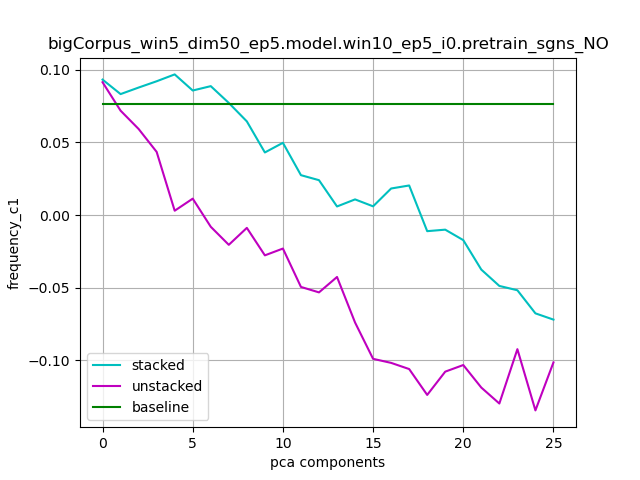 bigCorpus_win5_dim50_ep5.model.win10_ep5_i0.pretrain_sgns_NO
0.10
0.05
0.00
−0.05
−0.10
frequency_c1
stacked
unstacked
baseline
0 5 10 15 20 25
pca components